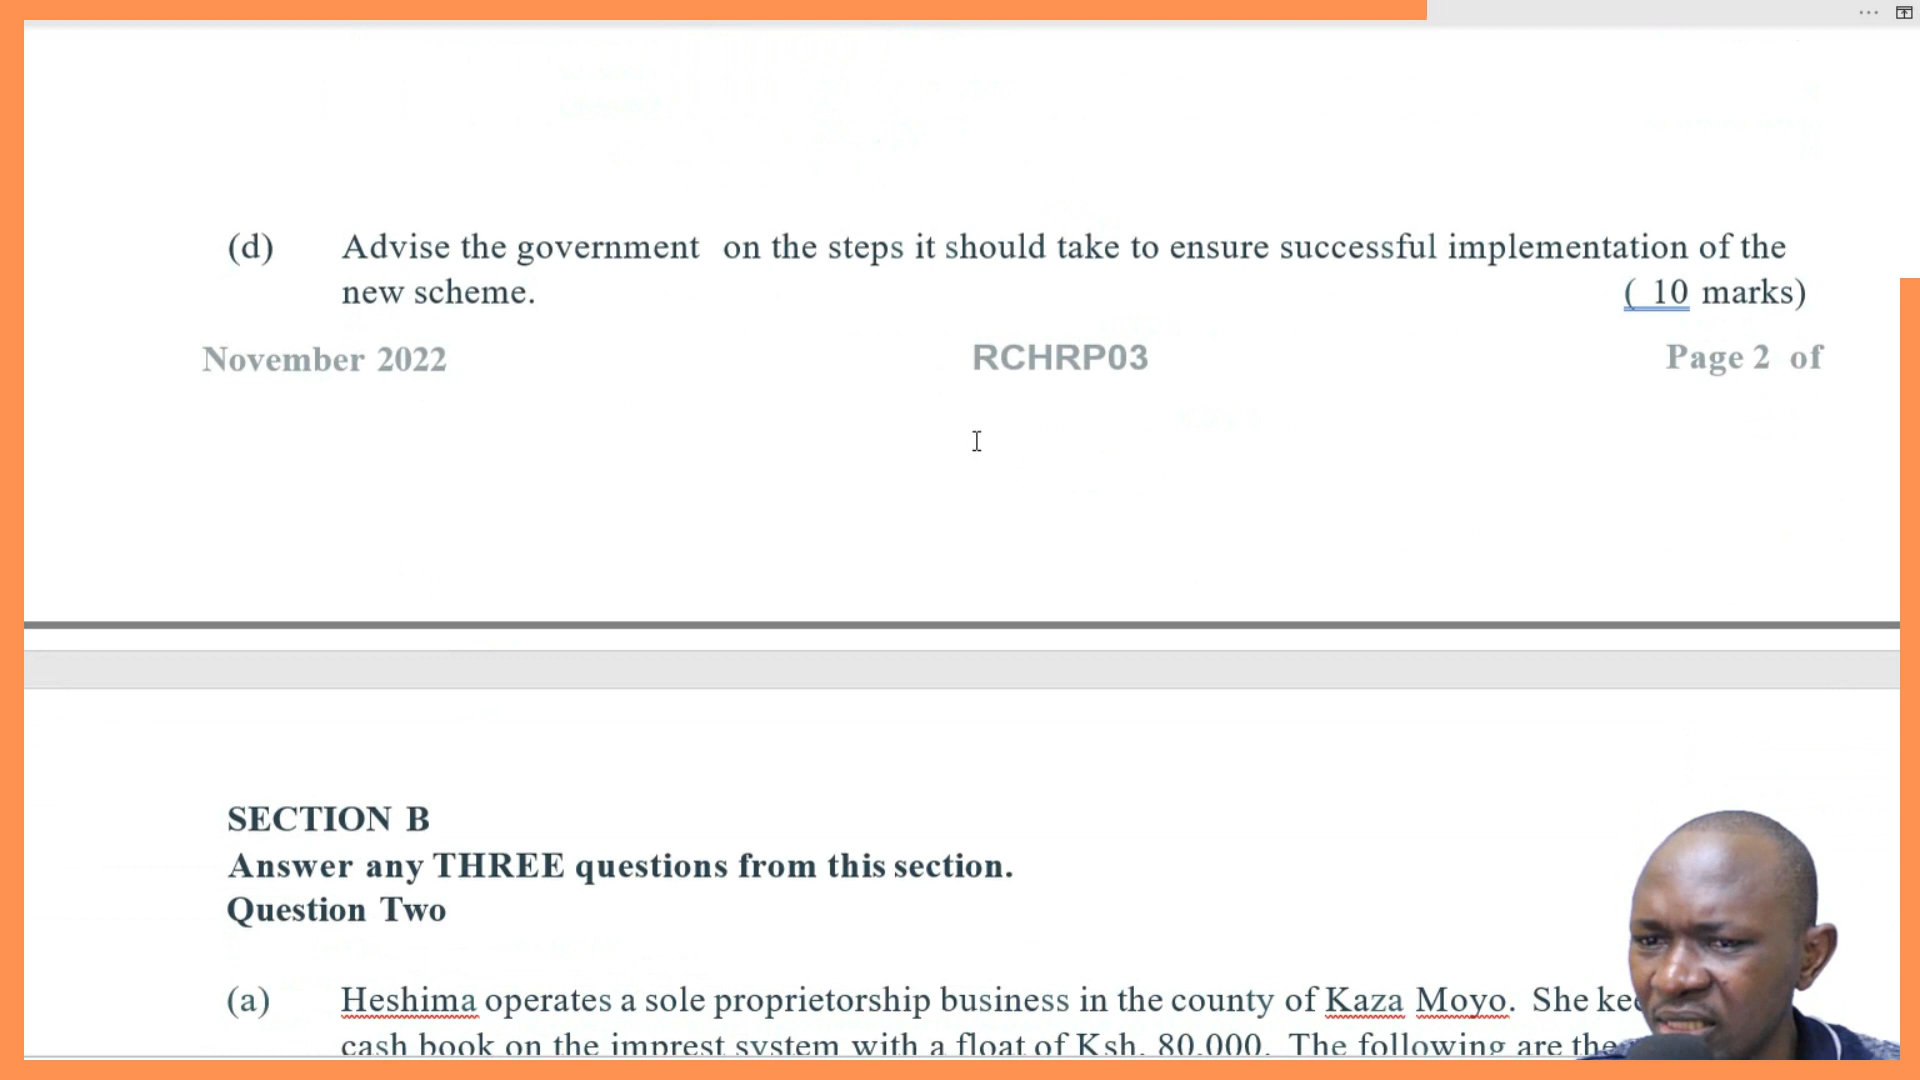 (d) Advise the government on the steps it should take to ensure successful implementation of the
new scheme. ( 10 marks)
November 2022 RCHRP03 Page 2 of
SECTION B
Answer any THREE questions from this section.
Question Two
(a) Heshima operates a sole proprietorship business in the county of Kaza Moyo. She
cash book on the imprest system with a float of Ksh. 80,000. The following are the